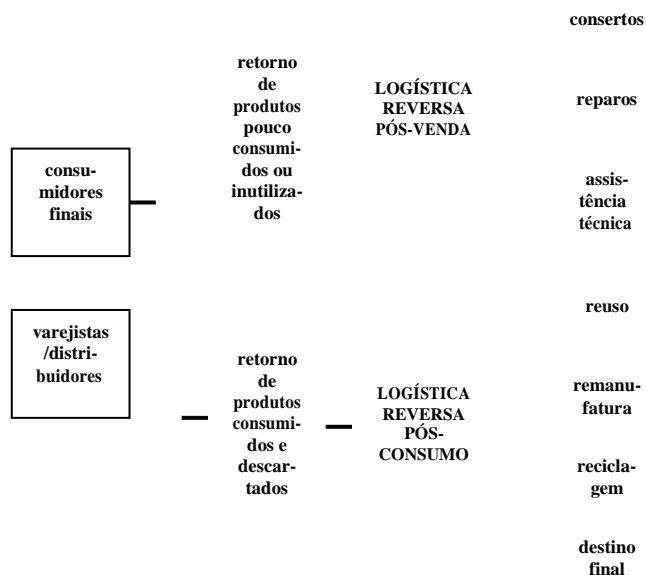 consu-
midores
finais
varejistas
/distri-
buidores
retorno
de
produtos
pouco
consumi-
dos ou
inutiliza-
dos
retorno
de
produtos
consumi-
dos e
descar-
tados
LOGÍSTICA
REVERSA
PÓS-VENDA
LOGÍSTICA
REVERSA
PÓS-
CONSUMO
consertos
reparos
assis-
tência
técnica
reuso
remanu-
fatura
recicla-
gem
destino
final